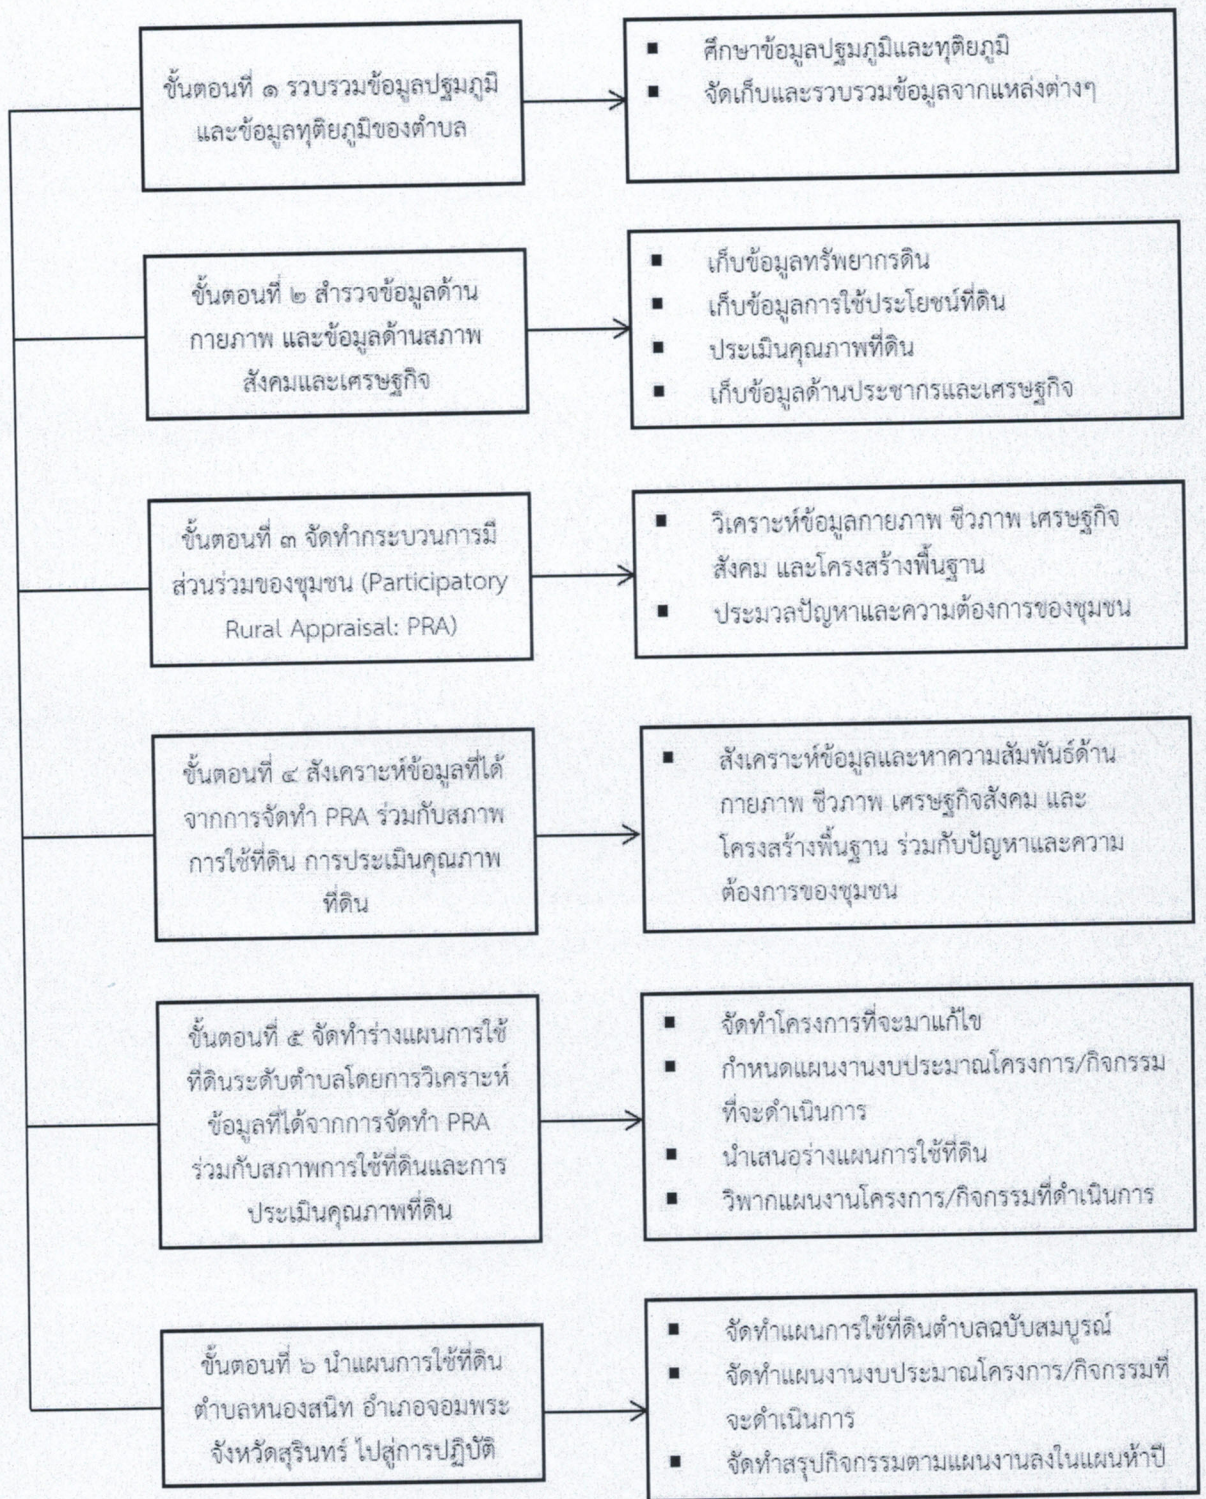 ขั้นตอนที่ ๑ รวบรวมข้อมูลปฐมภูมิ
และข้อมูลทุติยภูมิของตำบล
▪ ศึกษาข้อมูลปฐมภูมิและทุติยภูมิ
▪ จัดเก็บและรวบรวมข้อมูลจากแหล่งต่างๆ
ขั้นตอนที่ ๒ สำรวจข้อมูลด้าน
กายภาพ และข้อมูลด้านสภาพ
สังคมและเศรษฐกิจ
▪ เก็บข้อมูลทรัพยากรดิน
▪ เก็บข้อมูลการใช้ประโยชน์ที่ดิน
▪ ประเมินคุณภาพที่ดิน
▪ เก็บข้อมูลด้านประชากรและเศรษฐกิจ
ขั้นตอนที่ ๓ จัดทำกระบวนการมี
ส่วนร่วมของชุมชน (Participatory
Rural Appraisal: PRA)
▪ วิเคราะห์ข้อมูลกายภาพ ชีวภาพ เศรษฐกิจ
สังคม และโครงสร้างพื้นฐาน
▪ ประมวลปัญหาและความต้องการของชุมชน
ขั้นตอนที่ ๔ สังเคราะห์ข้อมูลที่ได้
จากการจัดทำ PRA ร่วมกับสภาพ
การใช้ที่ดิน การประเมินคุณภาพ
ที่ดิน
▪ สังเคราะห์ข้อมูลและหาความสัมพันธ์ด้าน
กายภาพ ชีวภาพ เศรษฐกิจสังคม และ
โครงสร้างพื้นฐาน ร่วมกับปัญหาและความ
ต้องการของชุมชน
ขั้นตอนที่ ๕ จัดทำร่างแผนการใช้
ที่ดินระดับตำบลโดยการวิเคราะห์
ข้อมูลที่ได้จากการจัดทำ PRA
ร่วมกับสภาพการใช้ที่ดินและการ
ประเมินคุณภาพที่ดิน
▪ จัดทำโครงการที่จะมาแก้ไข
▪ กำหนดแผนงานงบประมาณโครงการ/กิจกรรม
ที่จะดำเนินการ
▪ นำเสนอร่างแผนการใช้ที่ดิน
▪ วิพากแผนงานโครงการ/กิจกรรมที่ดำเนินการ
ขั้นตอนที่ ๖ นำแผนการใช้ที่ดิน
ตำบลหนองสนิท อำเภอจอมพระ
จังหวัดสุรินทร์ ไปสู่การปฏิบัติ
▪ จัดทำแผนการใช้ที่ดินตำบลฉบับสมบูรณ์
▪ จัดทำแผนงานงบประมาณโครงการ/กิจกรรมที่
จะดำเนินการ
▪ จัดทำสรุปกิจกรรมตามแผนงานลงในแผนห้าปี